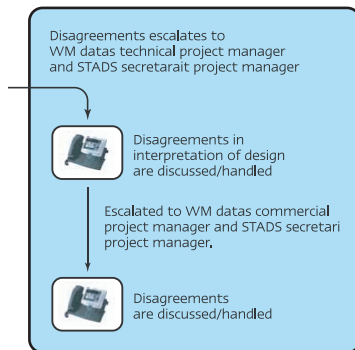 Disagreements escalates to
WM datas technical project manager
and STADS secretarait project manager
Disagreements in
interpretation of design
are discussed/handled
Escalated to WM datas commercial
project manager and STADS secretari
project manager.
Disagreements
are discussed/handled